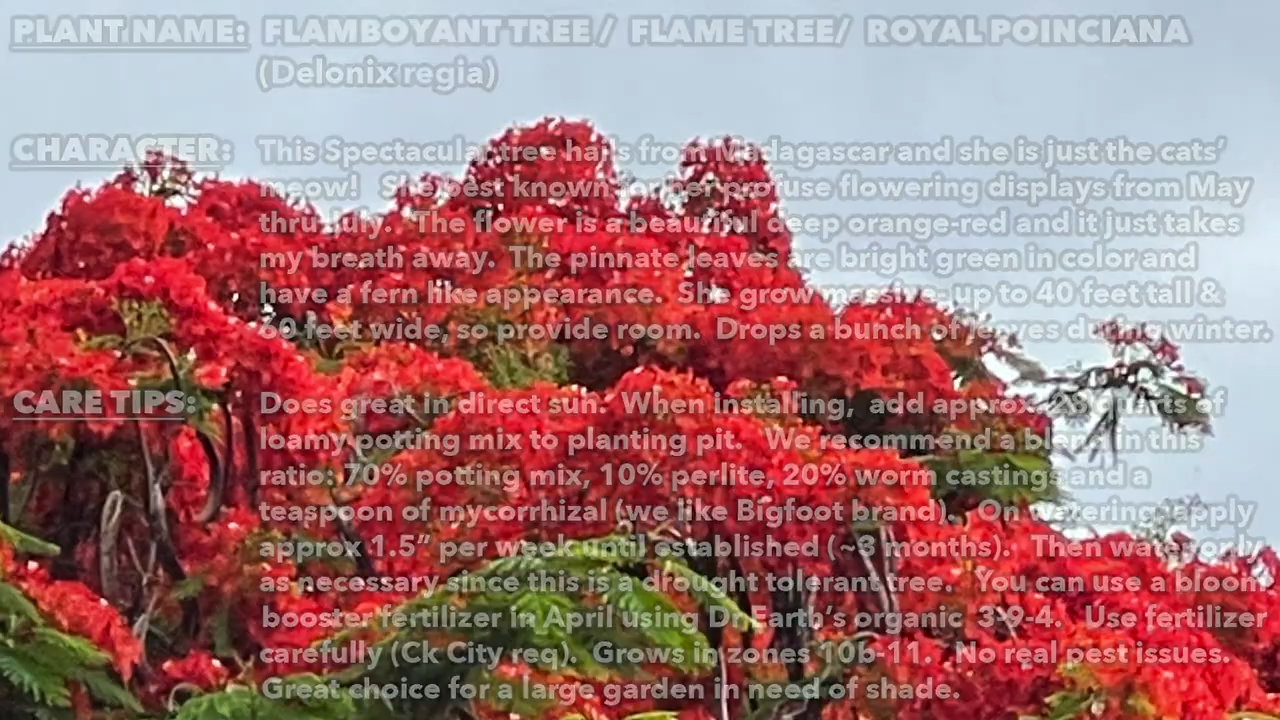 PLANT NAME: FLAMBOYANT TREE/ FLAME TREE/ ROYAL POINCIANA
(Delonix regia)
CHARACTER: This Spectacular tree hails from Madagascar and she is just the cats'
meow! She's best known for her profuse flowering displays from May
thru July. The flower is a beautiful deep orange-red and it just takes
my breath away. The pinnate leaves are bright green in color and
have a fern like appearance. She grows majestic up to 40 feet tall &
60 feet wide, so provide room. Drops a bunch of leaves during winter.
CARE TIPS: Does great in direct sun. When installing, add approx quarts of
loamy potting mix to planting pit. We recommend a blend in this
ratio: 70% potting mix, 10% perlite, 20% worm castings and a
teaspoon of mycorrhizal (we like Bigfoot brand). On watering, apply
approx 1.5” per week until established (~3 months). Then water only
as necessary since this is a drought tolerant tree. You can use a bloom
booster fertilizer in April using Dr. Earth's organic 3-9-4. Use fertilizer
carefully (Ck City req). Grows in zones 10b-11. No real pest issues.
Great choice for a large garden in need of shade.